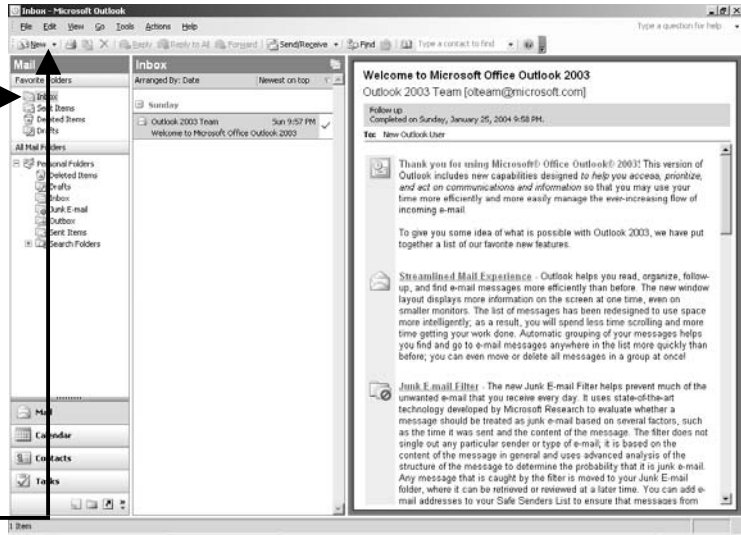 Inbox - Microsoft Outlook
File Edit View Go Tools Actions Help
Type a question for help
New Reply Reply to All Forward Send/Receive Find Type a contact to find
Mail
Favorite Folders
Inbox
Sent Items
Deleted Items
Drafts
All Mail Folders
Personal Folders
Deleted Items
Drafts
Inbox
Junk E-mail
Outbox
Sent Items
Search Folders
Mail
Calendar
Contacts
Tasks
1 Item
Inbox
Arranged By: Date Newest on top
Sunday
Outlook 2003 Team Sun 9:57 PM
Welcome to Microsoft Office Outlook 2003
Welcome to Microsoft Office Outlook 2003
Outlook 2003 Team [olteam@microsoft.com]
Follow up
Completed on Sunday, January 25, 2004 9:58 PM.
To: New Outlook User
Thank you for using Microsoft© Office Outlook© 2003! This version of
Outlook includes new capabilities designed to help you access, prioritize,
and act on communications and information so that you may use your
time more efficiently and more easily manage the ever-increasing flow of
incoming e-mail.
To give you some idea of what is possible with Outlook 2003, we have put
together a list of our favorite new features.
Streamlined Mail Experience - Outlook helps you read, organize, follow-
up, and find e-mail messages more efficiently than before. The new window
layout displays more information on the screen at one time, even on
smaller monitors. The list of messages has been redesigned to use space
more intelligently; as a result, you will spend less time scrolling and more
time getting your work done. Automatic grouping of your messages helps
you find and go to e-mail messages anywhere in the list more quickly than
before; you can even move or delete all messages in a group at once!
Junk E-mail Filter - The new Junk E-mail Filter helps prevent much of the
unwanted e-mail that you receive every day. It uses state-of-the-art
technology developed by Microsoft Research to evaluate whether a
message should be treated as junk e-mail based on several factors, such
as the time it was sent and the content of the message. The filter does not
single out any particular sender or type of e-mail; it is based on the
content of the message in general and uses advanced analysis of the
structure of the message to determine the probability that it is junk e-mail.
Any message that is caught by the filter is moved to your Junk E-mail
folder, where it can be retrieved or reviewed at a later time. You can add e-
mail addresses to your Safe Senders List to ensure that messages from